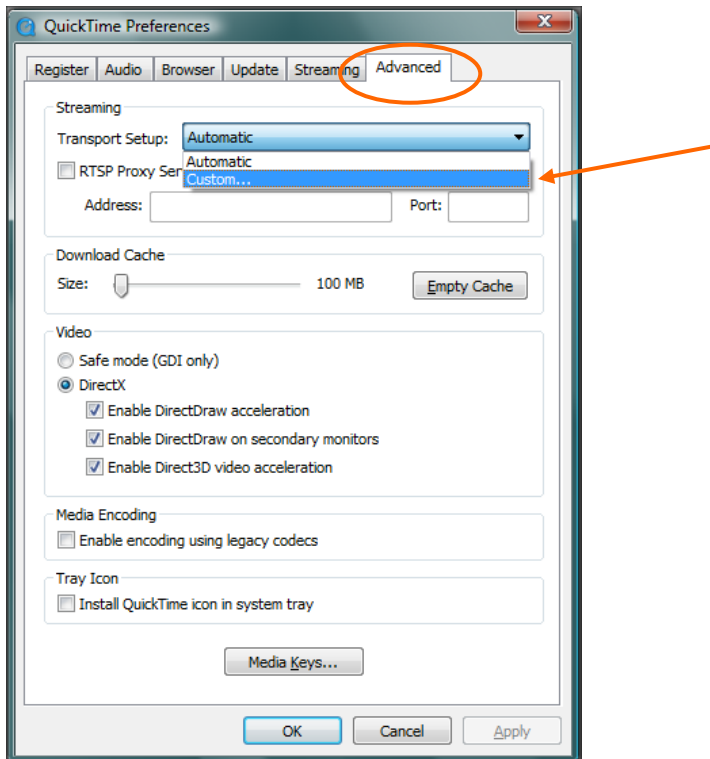 QuickTime Preferences
Register Audio Browser Update Streaming Advanced
Streaming
Transport Setup: Automatic
Automatic
RTSP Proxy Ser
Custom...
Address: Port:
Download Cache
Size: 100 MB Empty Cache
Video
Safe mode (GDI only)
DirectX
Enable DirectDraw acceleration
Enable DirectDraw on secondary monitors
Enable Direct3D video acceleration
Media Encoding
Enable encoding using legacy codecs
Tray Icon
Install QuickTime icon in system tray
Media Keys...
OK Cancel Apply